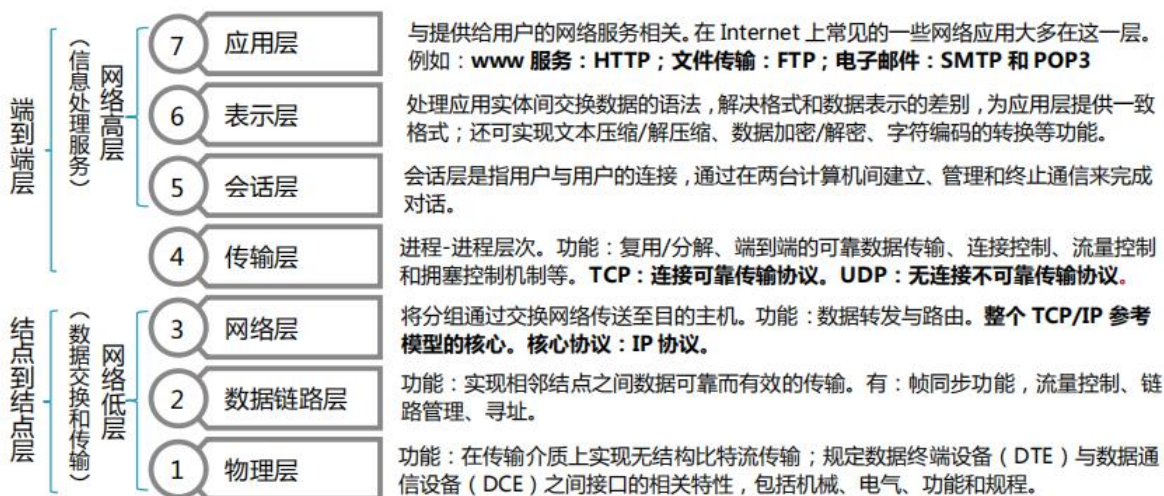 端到端层
（信息处理服务）
网络高层
7 应用层
与提供给用户的网络服务相关。在 Internet 上常见的一些网络应用大多在这一层。
例如：www 服务：HTTP；文件传输：FTP；电子邮件：SMTP 和 POP3
6 表示层
处理应用实体间交换数据的语法，解决格式和数据表示的差别，为应用层提供一致
格式；还可实现文本压缩/解压缩、数据加密/解密、字符编码的转换等功能。
5 会话层
会话层是指用户与用户的连接，通过在两台计算机间建立、管理和终止通信来完成
对话。
4 传输层
进程-进程层次。功能：复用/分解、端到端的可靠数据传输、连接控制、流量控制
和拥塞控制机制等。TCP：连接可靠传输协议。UDP：无连接不可靠传输协议。
结点到结点层
（数据交换和传输）
网络低层
3 网络层
将分组通过交换网络传送至目的主机。功能：数据转发与路由。整个 TCP/IP 参考
模型的核心。核心协议：IP 协议。
2 数据链路层
功能：实现相邻结点之间数据可靠而有效的传输。有：帧同步功能，流量控制、链
路管理、寻址。
1 物理层
功能：在传输介质上实现无结构比特流传输；规定数据终端设备（DTE）与数据通
信设备（DCE）之间接口的相关特性，包括机械、电气、功能和规程。